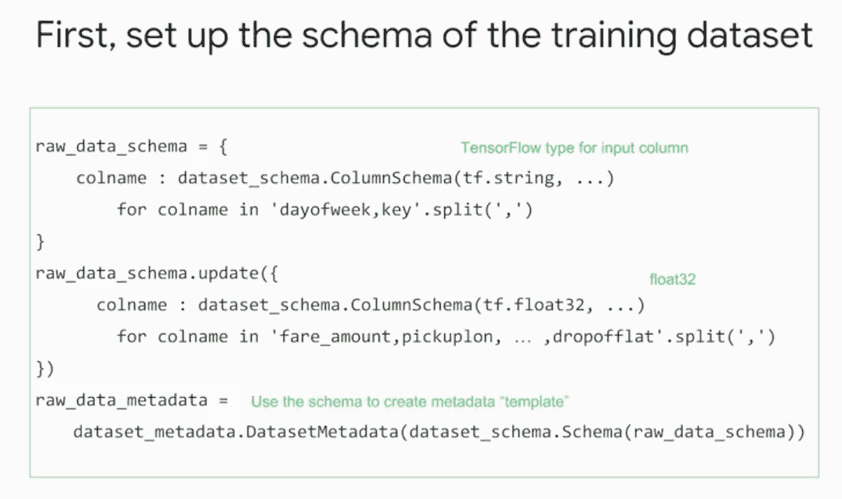 First, set up the schema of the training dataset
raw_data_schema = { TensorFlow type for input column
colname : dataset_schema.ColumnSchema(tf.string, ...)
for colname in 'dayofweek,key'.split(',')
}
raw_data_schema.update({ float32
colname : dataset_schema.ColumnSchema(tf.float32, ...)
for colname in 'fare_amount,pickuplon, ... ,dropofflat'.split(',')
})
raw_data_metadata = Use the schema to create metadata "template"
dataset_metadata.DatasetMetadata(dataset_schema.Schema(raw_data_schema))